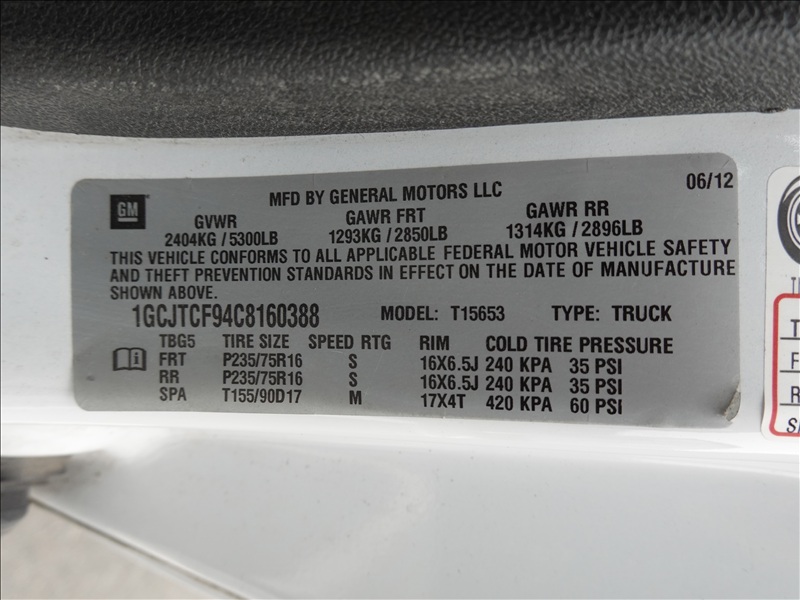 GM
MFD BY GENERAL MOTORS LLC
06/12
GVWR GAWR FRT GAWR RR
2404KG / 5300LB 1293KG / 2850LB 1314KG / 2896LB
THIS VEHICLE CONFORMS TO ALL APPLICABLE FEDERAL MOTOR VEHICLE SAFETY
AND THEFT PREVENTION STANDARDS IN EFFECT ON THE DATE OF MANUFACTURE
SHOWN ABOVE.
1GCJTCF94C8160388 MODEL: T15653 TYPE: TRUCK
TBG5 TIRE SIZE SPEED RTG RIM COLD TIRE PRESSURE
FRT P235/75R16 S 16X6.5J 240 KPA 35 PSI
RR P235/75R16 S 16X6.5J 240 KPA 35 PSI
SPA T155/90D17 M 17X4T 420 KPA 60 PSI